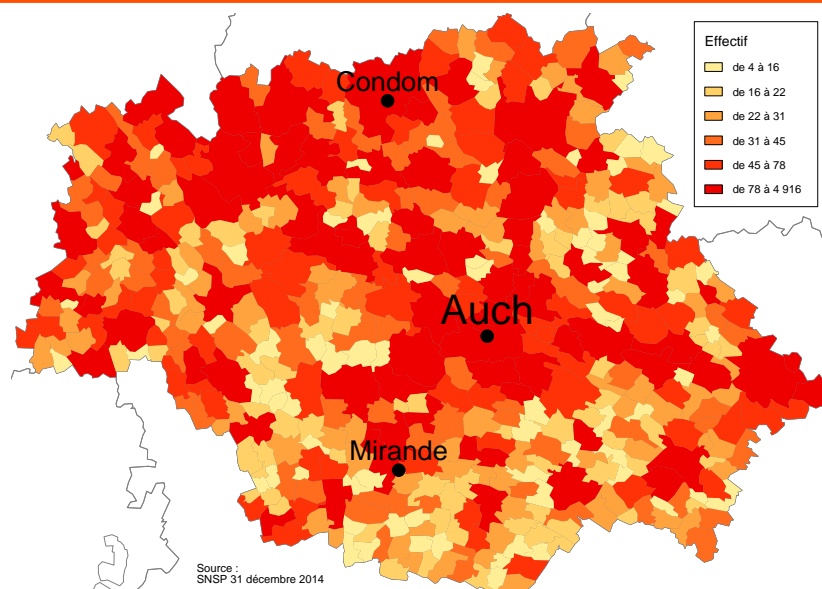 Effectif
de 4 à 16
de 16 à 22
de 22 à 31
de 31 à 45
de 45 à 78
de 78 à 4 916
Condom
Auch
Mirande
Source :
SNSP 31 décembre 2014